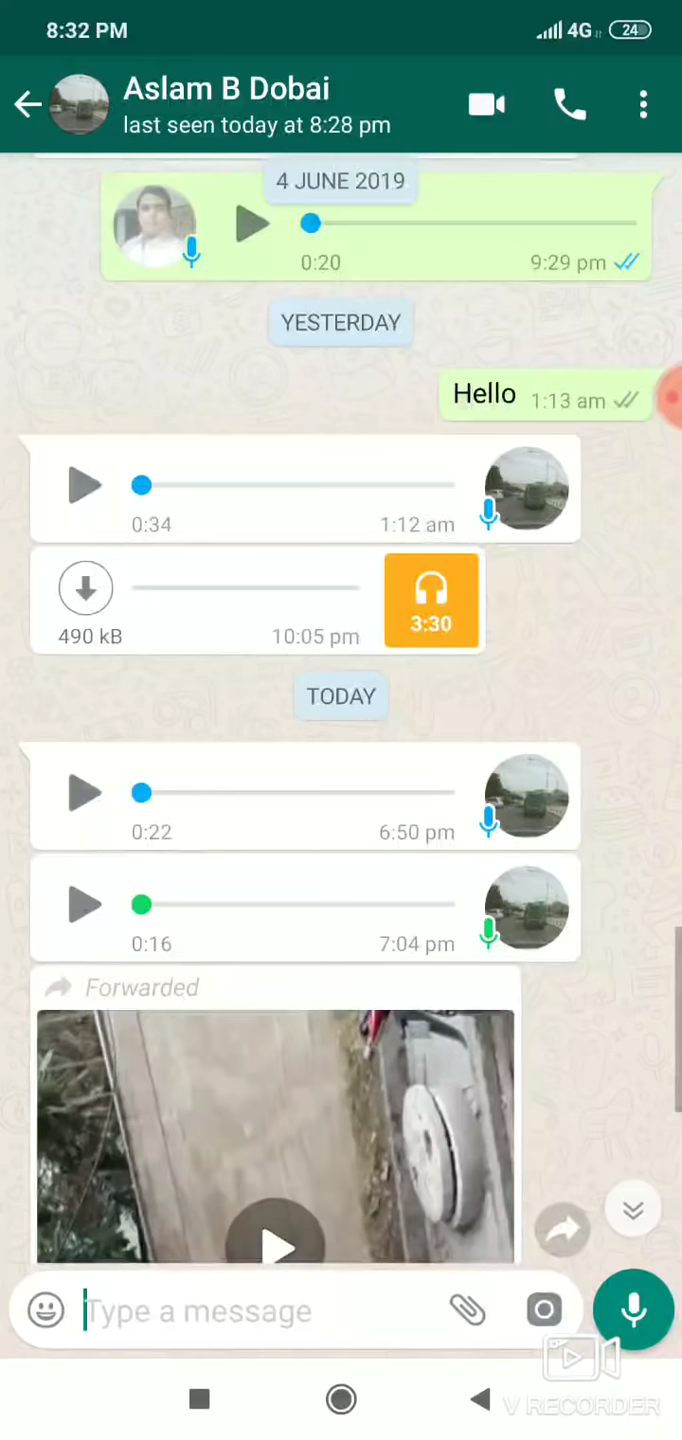 8:32 PM
4G 24
Aslam B Dobai
last seen today at 8:28 pm
4 JUNE 2019
0:20 9:29 pm
YESTERDAY
Hello 1:13 am
0:34 1:12 am
3:30
490 kB 10:05 pm
TODAY
0:22 6:50 pm
0:16 7:04 pm
Forwarded
Type a message
V RECORDER